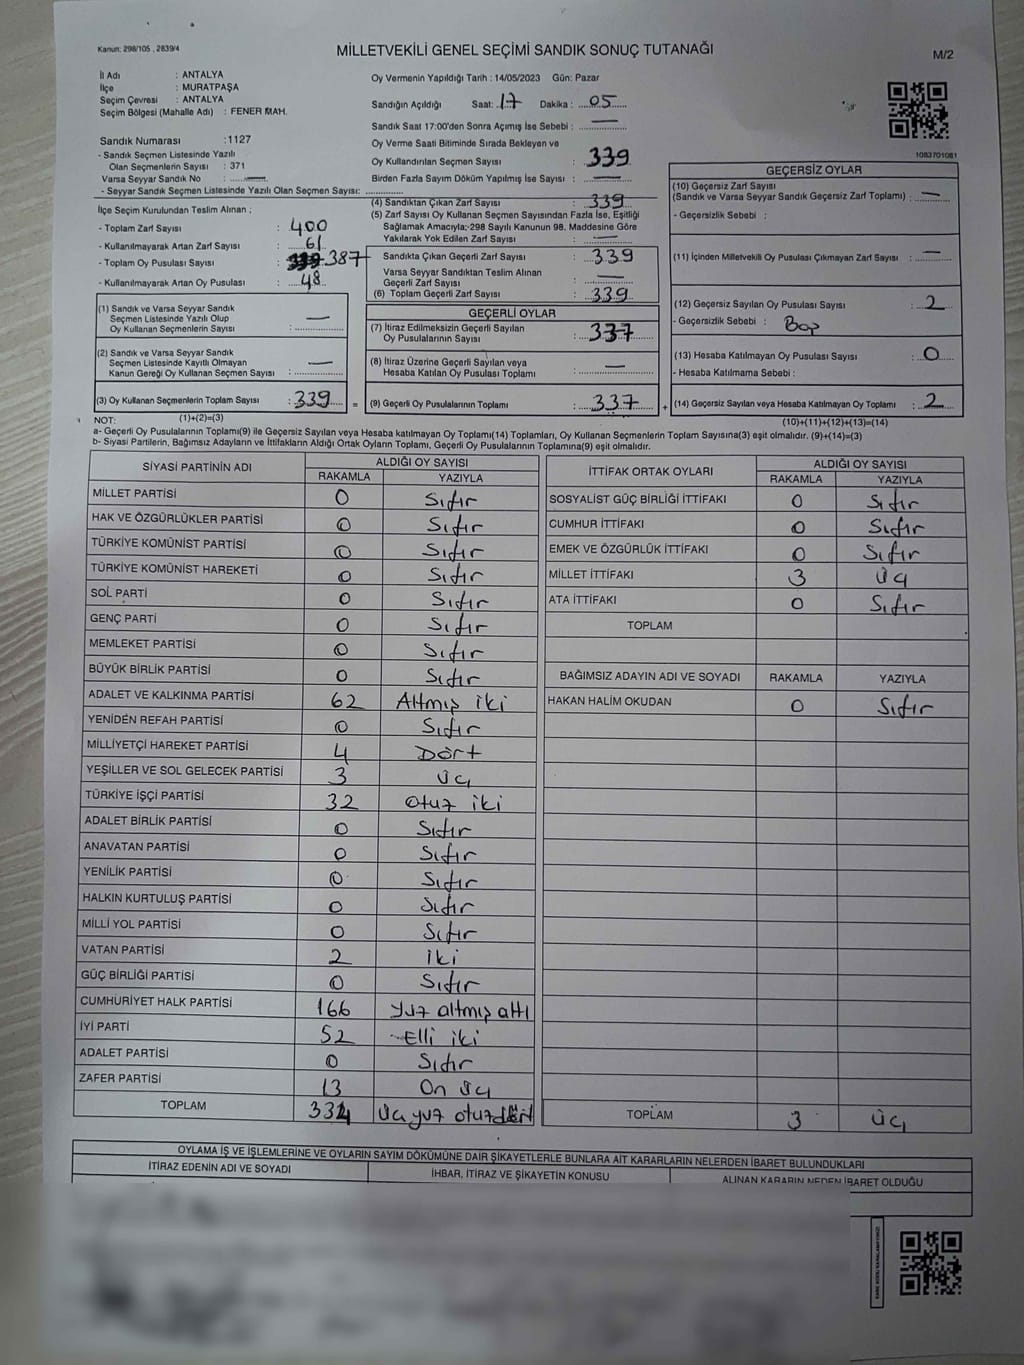 Kanun: 298/105 , 2839/4
MİLLETVEKİLİ GENEL SEÇİMİ SANDIK SONUÇ TUTANAĞI
M/2
İl Adı : ANTALYA
İlçe : MURATPAŞA
Seçim Çevresi : ANTALYA
Seçim Bölgesi (Mahalle Adı) : FENER MAH.
Sandık Numarası : 1127
- Sandık Seçmen Listesinde Yazılı
Olan Seçmenlerin Sayısı : 371
Varsa Seyyar Sandık No :
- Seyyar Sandık Seçmen Listesinde Yazılı Olan Seçmen Sayısı:
Oy Vermenin Yapıldığı Tarih : 14/05/2023 Gün: Pazar
Sandığın Açıldığı Saat: 17 Dakika : 05
Sandık Saat 17:00'den Sonra Açımış İse Sebebi : —
Oy Verme Saati Bitiminde Sırada Bekleyen ve
Oy Kullandırılan Seçmen Sayısı : 339
Birden Fazla Sayım Döküm Yapılmış İse Sayısı : —
1083701061
İlçe Seçim Kurulundan Teslim Alınan ;
- Toplam Zarf Sayısı : 400
- Kullanılmayarak Artan Zarf Sayısı : 61
- Toplam Oy Pusulası Sayısı : 387
- Kullanılmayarak Artan Oy Pusulası : 48
(1) Sandık ve Varsa Seyyar Sandık
Seçmen Listesinde Yazılı Olup
Oy Kullanan Seçmenlerin Sayısı : —
(2) Sandık ve Varsa Seyyar Sandık
Seçmen Listesinde Kayıtlı Olmayan
Kanun Gereği Oy Kullanan Seçmen Sayısı : —
(3) Oy Kullanan Seçmenlerin Toplam Sayısı : 339 =
(4) Sandıktan Çıkan Zarf Sayısı : 339
(5) Zarf Sayısı Oy Kullanan Seçmen Sayısından Fazla İse, Eşitliği
Sağlamak Amacıyla;-298 Sayılı Kanunun 98. Maddesine Göre
Yakılarak Yok Edilen Zarf Sayısı : —
Sandıkta Çıkan Geçerli Zarf Sayısı : 339
Varsa Seyyar Sandıktan Teslim Alınan
Geçerli Zarf Sayısı : —
(6) Toplam Geçerli Zarf Sayısı : 339
GEÇERLİ OYLAR
(7) İtiraz Edilmeksizin Geçerli Sayılan
Oy Pusulalarının Sayısı : 337
(8) İtiraz Üzerine Geçerli Sayılan veya
Hesaba Katılan Oy Pusulası Toplamı : —
(9) Geçerli Oy Pusulalarının Toplamı : 337 +
GEÇERSİZ OYLAR
(10) Geçersiz Zarf Sayısı
(Sandık ve Varsa Seyyar Sandık Geçersiz Zarf Toplamı) : —
- Geçersizlik Sebebi :
(11) İçinden Milletvekili Oy Pusulası Çıkmayan Zarf Sayısı : —
(12) Geçersiz Sayılan Oy Pusulası Sayısı : 2
- Geçersizlik Sebebi :
(13) Hesaba Katılmayan Oy Pusulası Sayısı : 0
- Hesaba Katılmama Sebebi :
(14) Geçersiz Sayılan veya Hesaba Katılmayan Oy Toplamı : 2
NOT: (1)+(2)=(3) (10)+(11)+(12)+(13)=(14)
a- Geçerli Oy Pusulalarının Toplamı(9) ile Geçersiz Sayılan veya Hesaba katılmayan Oy Toplamı(14) Toplamları, Oy Kullanan Seçmenlerin Toplam Sayısına(3) eşit olmalıdır. (9)+(14)=(3)
b- Siyasi Partilerin, Bağımsız Adayların ve İttifakların Aldığı Ortak Oyların Toplamı, Geçerli Oy Pusulalarının Toplamına(9) eşit olmalıdır.
SİYASİ PARTİNİN ADI ALDIĞI OY SAYISI
RAKAMLA YAZIYLA
MİLLET PARTİSİ 0 Sıfır
HAK VE ÖZGÜRLÜKLER PARTİSİ 0 Sıfır
TÜRKİYE KOMÜNİST PARTİSİ 0 Sıfır
TÜRKİYE KOMÜNİST HAREKETİ 0 Sıfır
SOL PARTİ 0 Sıfır
GENÇ PARTİ 0 Sıfır
MEMLEKET PARTİSİ 0 Sıfır
BÜYÜK BİRLİK PARTİSİ 0 Sıfır
ADALET VE KALKINMA PARTİSİ 62 Altmış iki
YENİDEN REFAH PARTİSİ 0 Sıfır
MİLLİYETÇİ HAREKET PARTİSİ 4 Dört
YEŞİLLER VE SOL GELECEK PARTİSİ 3 üç
TÜRKİYE İŞÇİ PARTİSİ 32 otuz iki
ADALET BİRLİK PARTİSİ 0 Sıfır
ANAVATAN PARTİSİ 0 Sıfır
YENİLİK PARTİSİ 0 Sıfır
HALKIN KURTULUŞ PARTİSİ 0 Sıfır
MİLLİ YOL PARTİSİ 0 Sıfır
VATAN PARTİSİ 2 iki
GÜÇ BİRLİĞİ PARTİSİ 0 Sıfır
CUMHURİYET HALK PARTİSİ 166 yuz altmış altı
İYİ PARTİ 52 Elli iki
ADALET PARTİSİ 0 Sıfır
ZAFER PARTİSİ 13 On üç
TOPLAM 334 üçyuz otuzdört
İTTİFAK ORTAK OYLARI ALDIĞI OY SAYISI
RAKAMLA YAZIYLA
SOSYALİST GÜÇ BİRLİĞİ İTTİFAKI 0 Sıfır
CUMHUR İTTİFAKI 0 Sıfır
EMEK VE ÖZGÜRLÜK İTTİFAKI 0 Sıfır
MİLLET İTTİFAKI 3 üç
ATA İTTİFAKI 0 Sıfır
TOPLAM
BAĞIMSIZ ADAYIN ADI VE SOYADI RAKAMLA YAZIYLA
HAKAN HALİM OKUDAN 0 Sıfır
TOPLAM 3 üç
OYLAMA İŞ VE İŞLEMLERİNE VE OYLARIN SAYIM DÖKÜMÜNE DAİR ŞİKAYETLERLE BUNLARA AİT KARARLARIN NELERDEN İBARET BULUNDUKLARI
İTİRAZ EDENİN ADI VE SOYADI İHBAR, İTİRAZ VE ŞİKAYETİN KONUSU ALINAN KARARIN NEDEN İBARET OLDUĞU